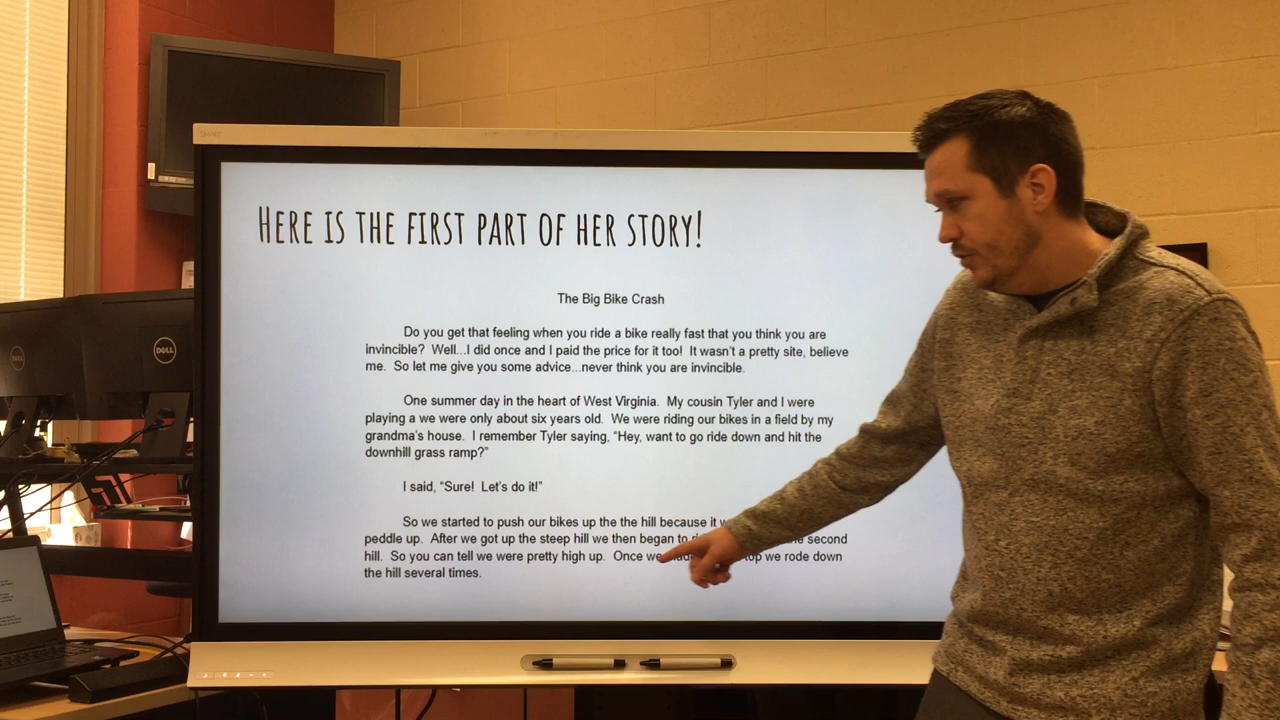 SMART
HERE IS THE FIRST PART OF HER STORY!
The Big Bike Crash
Do you get that feeling when you ride a bike really fast that you think you are
invincible? Well...I did once and I paid the price for it too! It wasn't a pretty site, believe
me. So let me give you some advice...never think you are invincible.
One summer day in the heart of West Virginia. My cousin Tyler and I were
playing a we were only about six years old. We were riding our bikes in a field by my
grandma's house. I remember Tyler saying, "Hey, want to go ride down and hit the
downhill grass ramp?"
I said, "Sure! Let's do it!"
So we started to push our bikes up the the hill because it
peddle up. After we got up the steep hill we then began to second
hill. So you can tell we were pretty high up. Once we top we rode down
the hill several times.
DELL
DELL